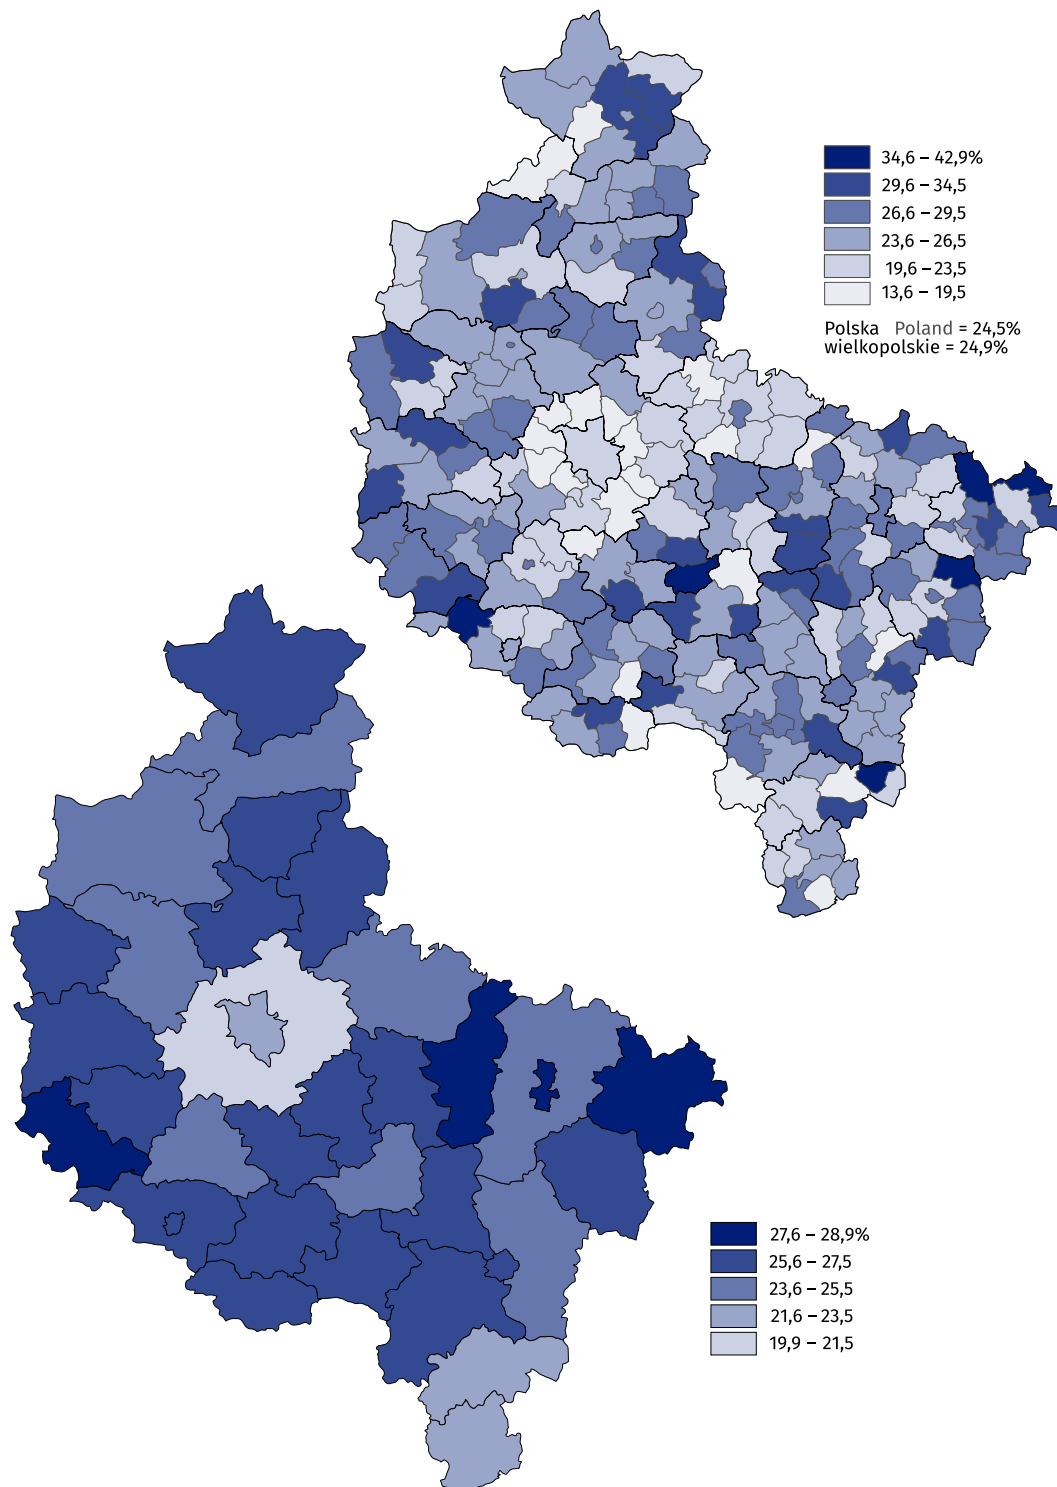 34,6 – 42,9%
29,6 – 34,5
26,6 – 29,5
23,6 – 26,5
19,6 – 23,5
13,6 – 19,5
Polska Poland = 24,5%
wielkopolskie = 24,9%
27,6 – 28,9%
25,6 – 27,5
23,6 – 25,5
21,6 – 23,5
19,9 – 21,5